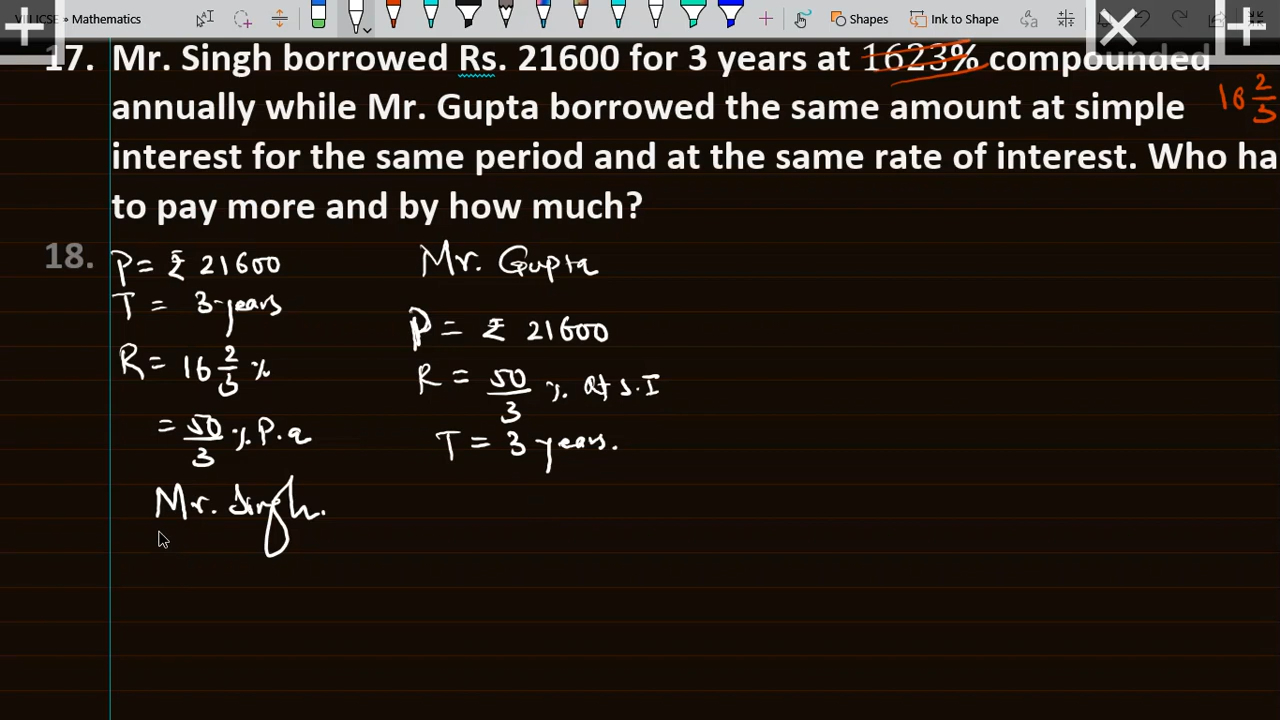 VIII ICSE » Mathematics
Shapes
Ink to Shape
17. Mr. Singh borrowed Rs. 21600 for 3 years at 1623% compounded
16 2/3
annually while Mr. Gupta borrowed the same amount at simple
interest for the same period and at the same rate of interest. Who ha
to pay more and by how much?
18.
P = ₹ 21600
T = 3 years
R = 16 2/3 %
= 50/3 % P.a
Mr. Singh.
Mr. Gupta
P = ₹ 21600
R = 50/3 % at S.I
T = 3 years.